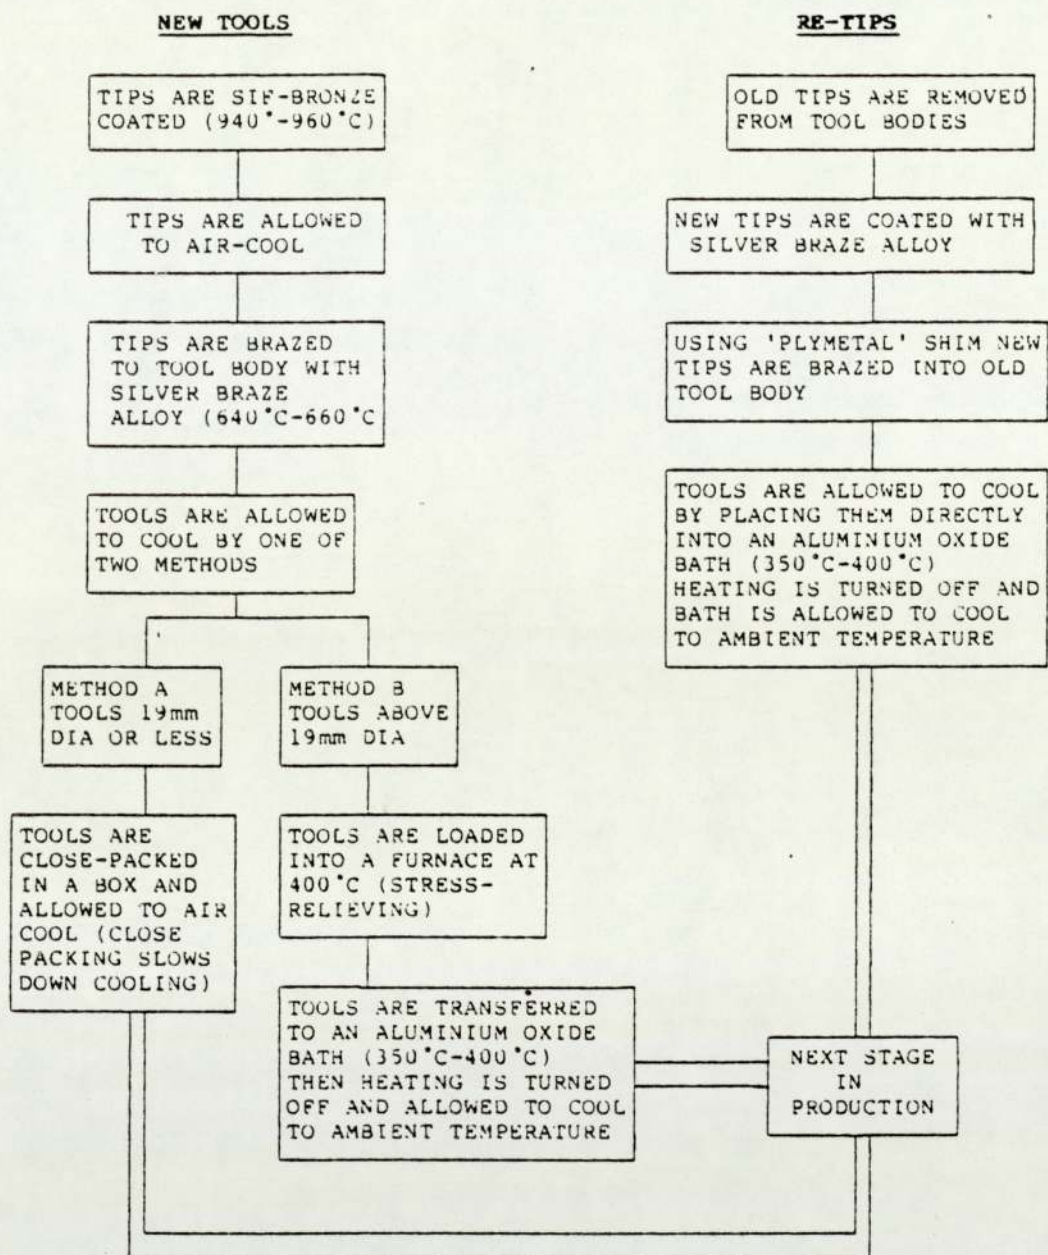 NEW TOOLS
TIPS ARE SIF-BRONZE
COATED (940°-960°C)
TIPS ARE ALLOWED
TO AIR-COOL
TIPS ARE BRAZED
TO TOOL BODY WITH
SILVER BRAZE
ALLOY (640°C-660°C
TOOLS ARE ALLOWED
TO COOL BY ONE OF
TWO METHODS
METHOD A
TOOLS 19mm
DIA OR LESS
METHOD B
TOOLS ABOVE
19mm DIA
TOOLS ARE
CLOSE-PACKED
IN A BOX AND
ALLOWED TO AIR
COOL (CLOSE
PACKING SLOWS
DOWN COOLING)
TOOLS ARE LOADED
INTO A FURNACE AT
400°C (STRESS-
RELIEVING)
TOOLS ARE TRANSFERRED
TO AN ALUMINIUM OXIDE
BATH (350°C-400°C)
THEN HEATING IS TURNED
OFF AND ALLOWED TO COOL
TO AMBIENT TEMPERATURE
RE-TIPS
OLD TIPS ARE REMOVED
FROM TOOL BODIES
NEW TIPS ARE COATED WITH
SILVER BRAZE ALLOY
USING 'PLYMETAL' SHIM NEW
TIPS ARE BRAZED INTO OLD
TOOL BODY
TOOLS ARE ALLOWED TO COOL
BY PLACING THEM DIRECTLY
INTO AN ALUMINIUM OXIDE
BATH (350°C-400°C)
HEATING IS TURNED OFF AND
BATH IS ALLOWED TO COOL
TO AMBIENT TEMPERATURE
NEXT STAGE
IN
PRODUCTION